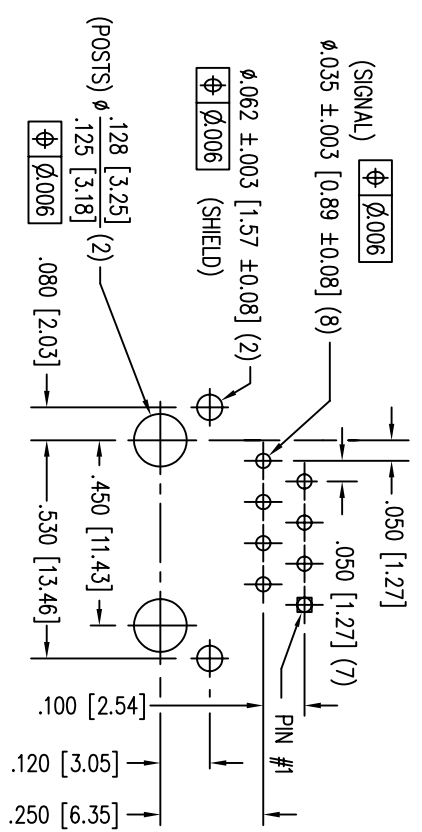 (SIGNAL)
⌖ Ø.006
Ø.035 ±.003 [0.89 ±0.08] (8)
Ø.062 ±.003 [1.57 ±0.08] (2)
⌖ Ø.006
(SHIELD)
(POSTS) Ø .128 [3.25]
.125 [3.18] (2)
⌖ Ø.006
.080 [2.03]
.450 [11.43]
.530 [13.46]
.050 [1.27]
.050 [1.27] (7)
PIN #1
.100 [2.54]
.120 [3.05]
.250 [6.35]